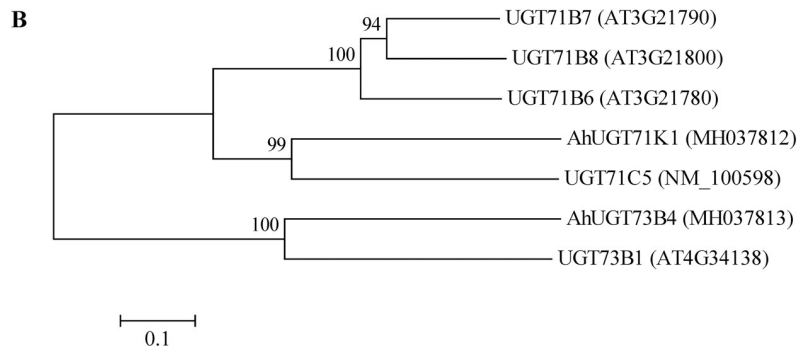 B
UGT71B7 (AT3G21790)
94
UGT71B8 (AT3G21800)
100
UGT71B6 (AT3G21780)
AhUGT71K1 (MH037812)
99
UGT71C5 (NM_100598)
AhUGT73B4 (MH037813)
100
UGT73B1 (AT4G34138)
0.1